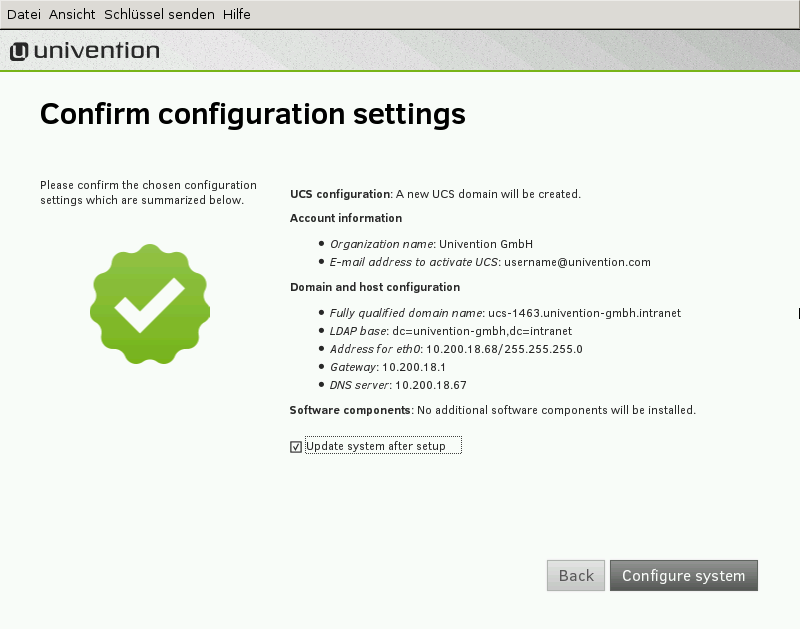 Datei Ansicht Schlüssel senden Hilfe
univention
Confirm configuration settings
Please confirm the chosen configuration
settings which are summarized below.
UCS configuration: A new UCS domain will be created.
Account information
• Organization name: Univention GmbH
• E-mail address to activate UCS: username@univention.com
Domain and host configuration
• Fully qualified domain name: ucs-1463.univention-gmbh.intranet
• LDAP base: dc=univention-gmbh,dc=intranet
• Address for eth0: 10.200.18.68/255.255.255.0
• Gateway: 10.200.18.1
• DNS server: 10.200.18.67
Software components: No additional software components will be installed.
Update system after setup
Back
Configure system